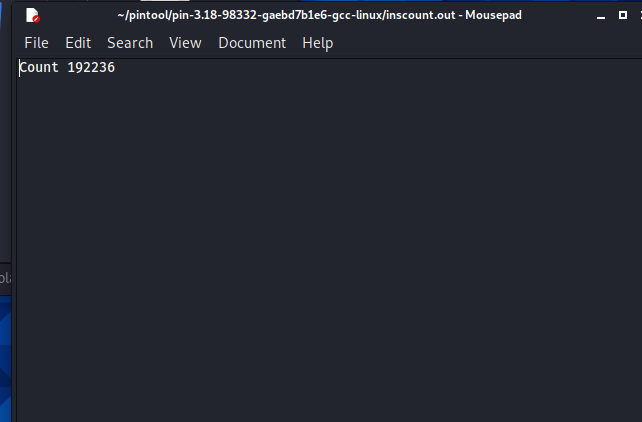 ~/pintool/pin-3.18-98332-gaebd7b1e6-gcc-linux/inscount.out - Mousepad
File Edit Search View Document Help
Count 192236